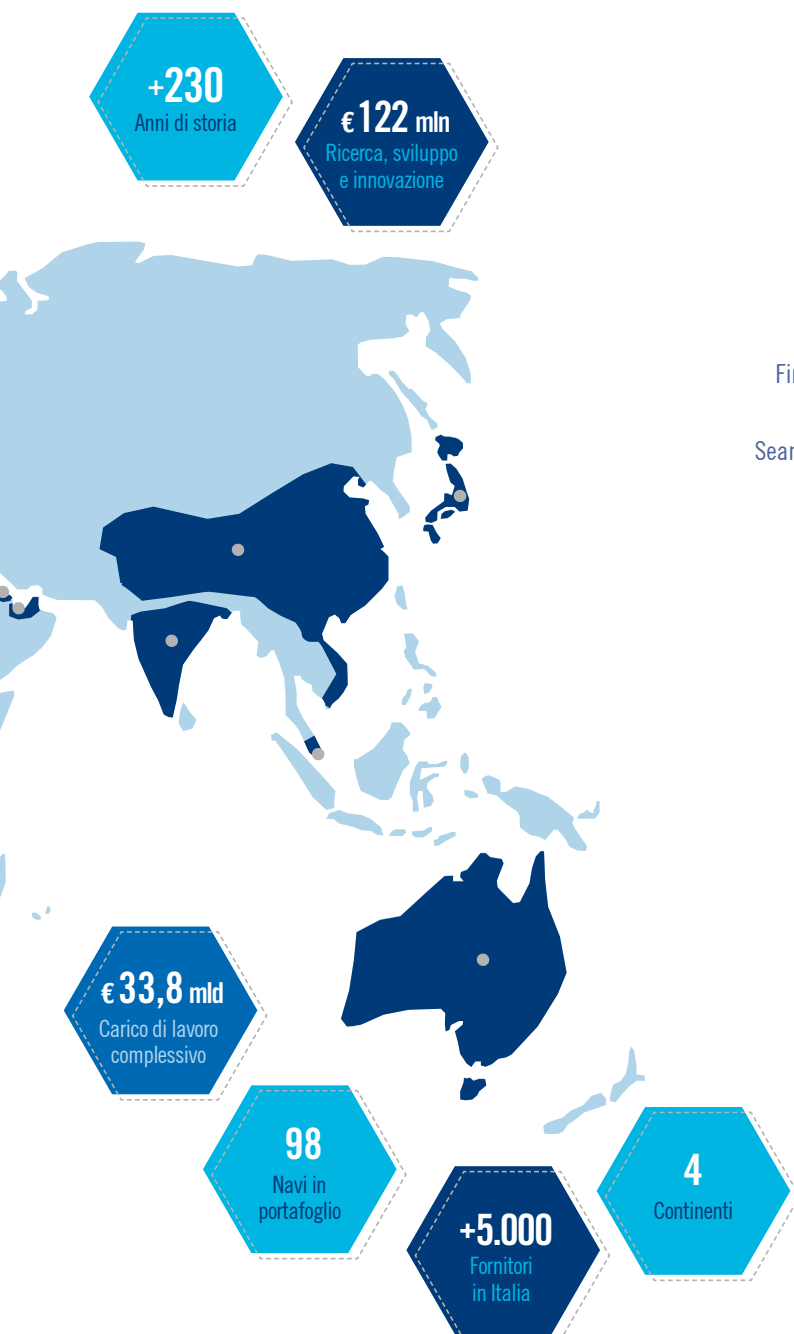 +230
Anni di storia
€ 122 mln
Ricerca, sviluppo
e innovazione
€ 33,8 mld
Carico di lavoro
complessivo
98
Navi in
portafoglio
+5.000
Fornitori
in Italia
4
Continenti